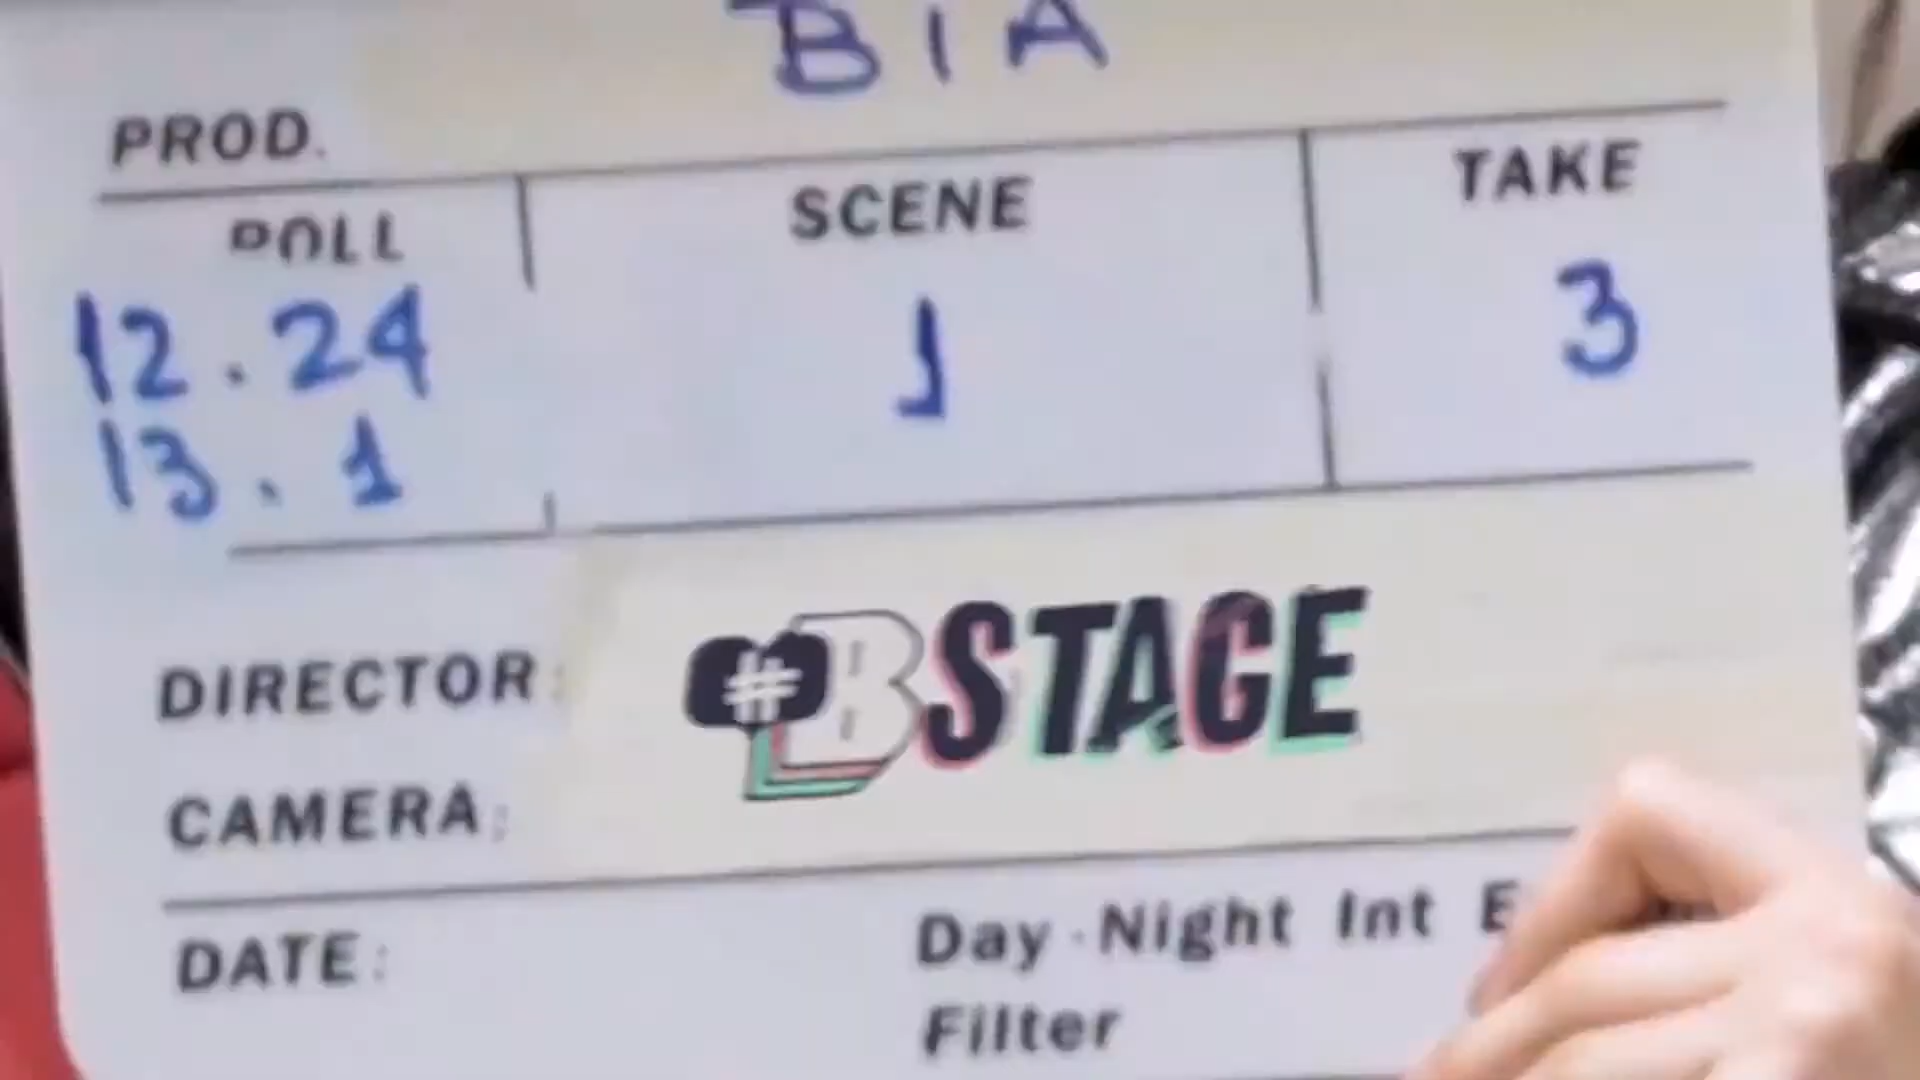 BIA
PROD.
ROLL SCENE TAKE
12.24 1 3
13.1
#BSTAGE
DIRECTOR:
CAMERA:
DATE: Day·Night Int
Filter